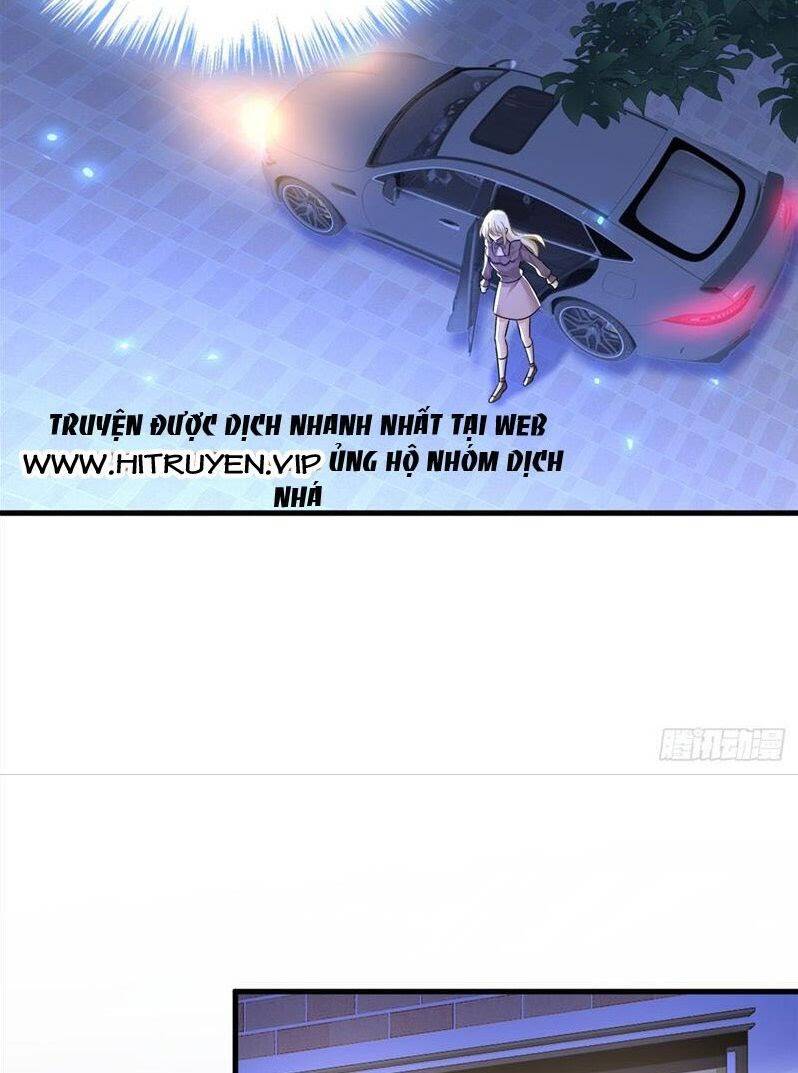 TRUYỆN ĐƯỢC DỊCH NHANH NHẤT TẠI WEB
WWW.HITRUYEN.VIP ỦNG HỘ NHÓM DỊCH
NHÁ
腾讯动漫